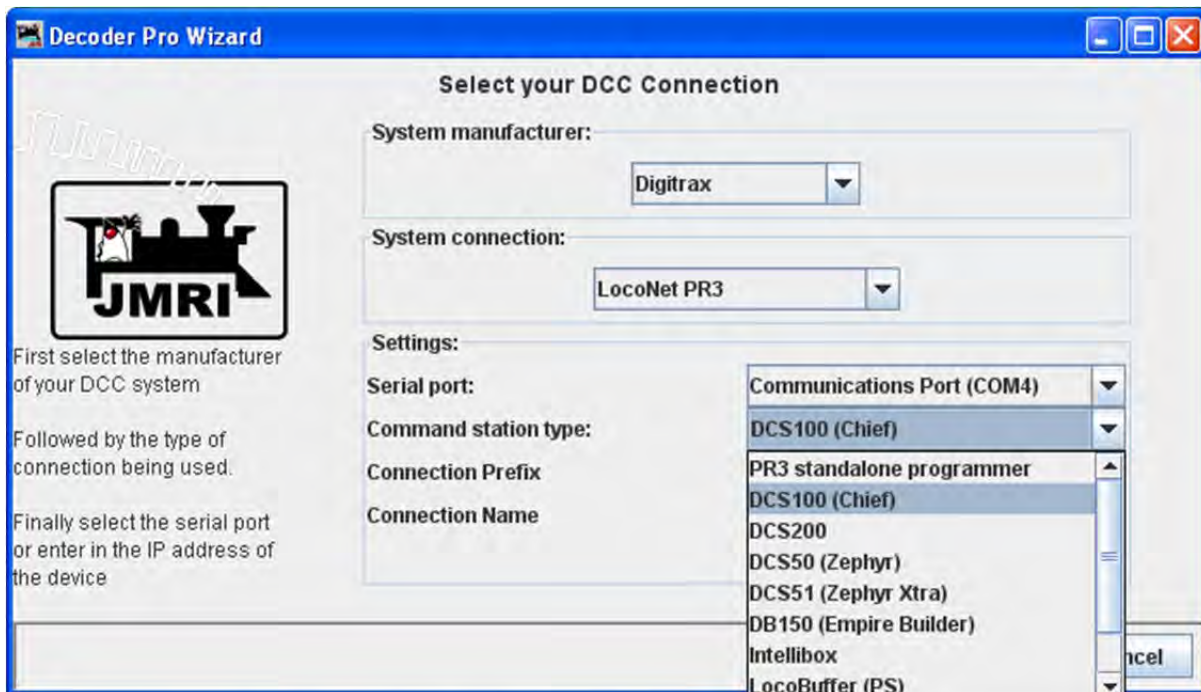 Decoder Pro Wizard
Select your DCC Connection
System manufacturer:
Digitrax
System connection:
LocoNet PR3
JMRI
First select the manufacturer
of your DCC system
Followed by the type of
connection being used.
Finally select the serial port
or enter in the IP address of
the device
Settings:
Serial port:
Communications Port (COM4)
Command station type:
DCS100 (Chief)
Connection Prefix
Connection Name
PR3 standalone programmer
DCS100 (Chief)
DCS200
DCS50 (Zephyr)
DCS51 (Zephyr Xtra)
DB150 (Empire Builder)
Intellibox
LocoBuffer (PS)
ncel